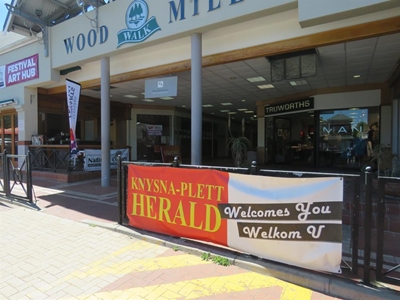 WOOD MILL
WALK
FESTIVAL
ART HUB
TRUWORTHS
KNYSNA-PLETT
HERALD
Welcomes You
Welkom U